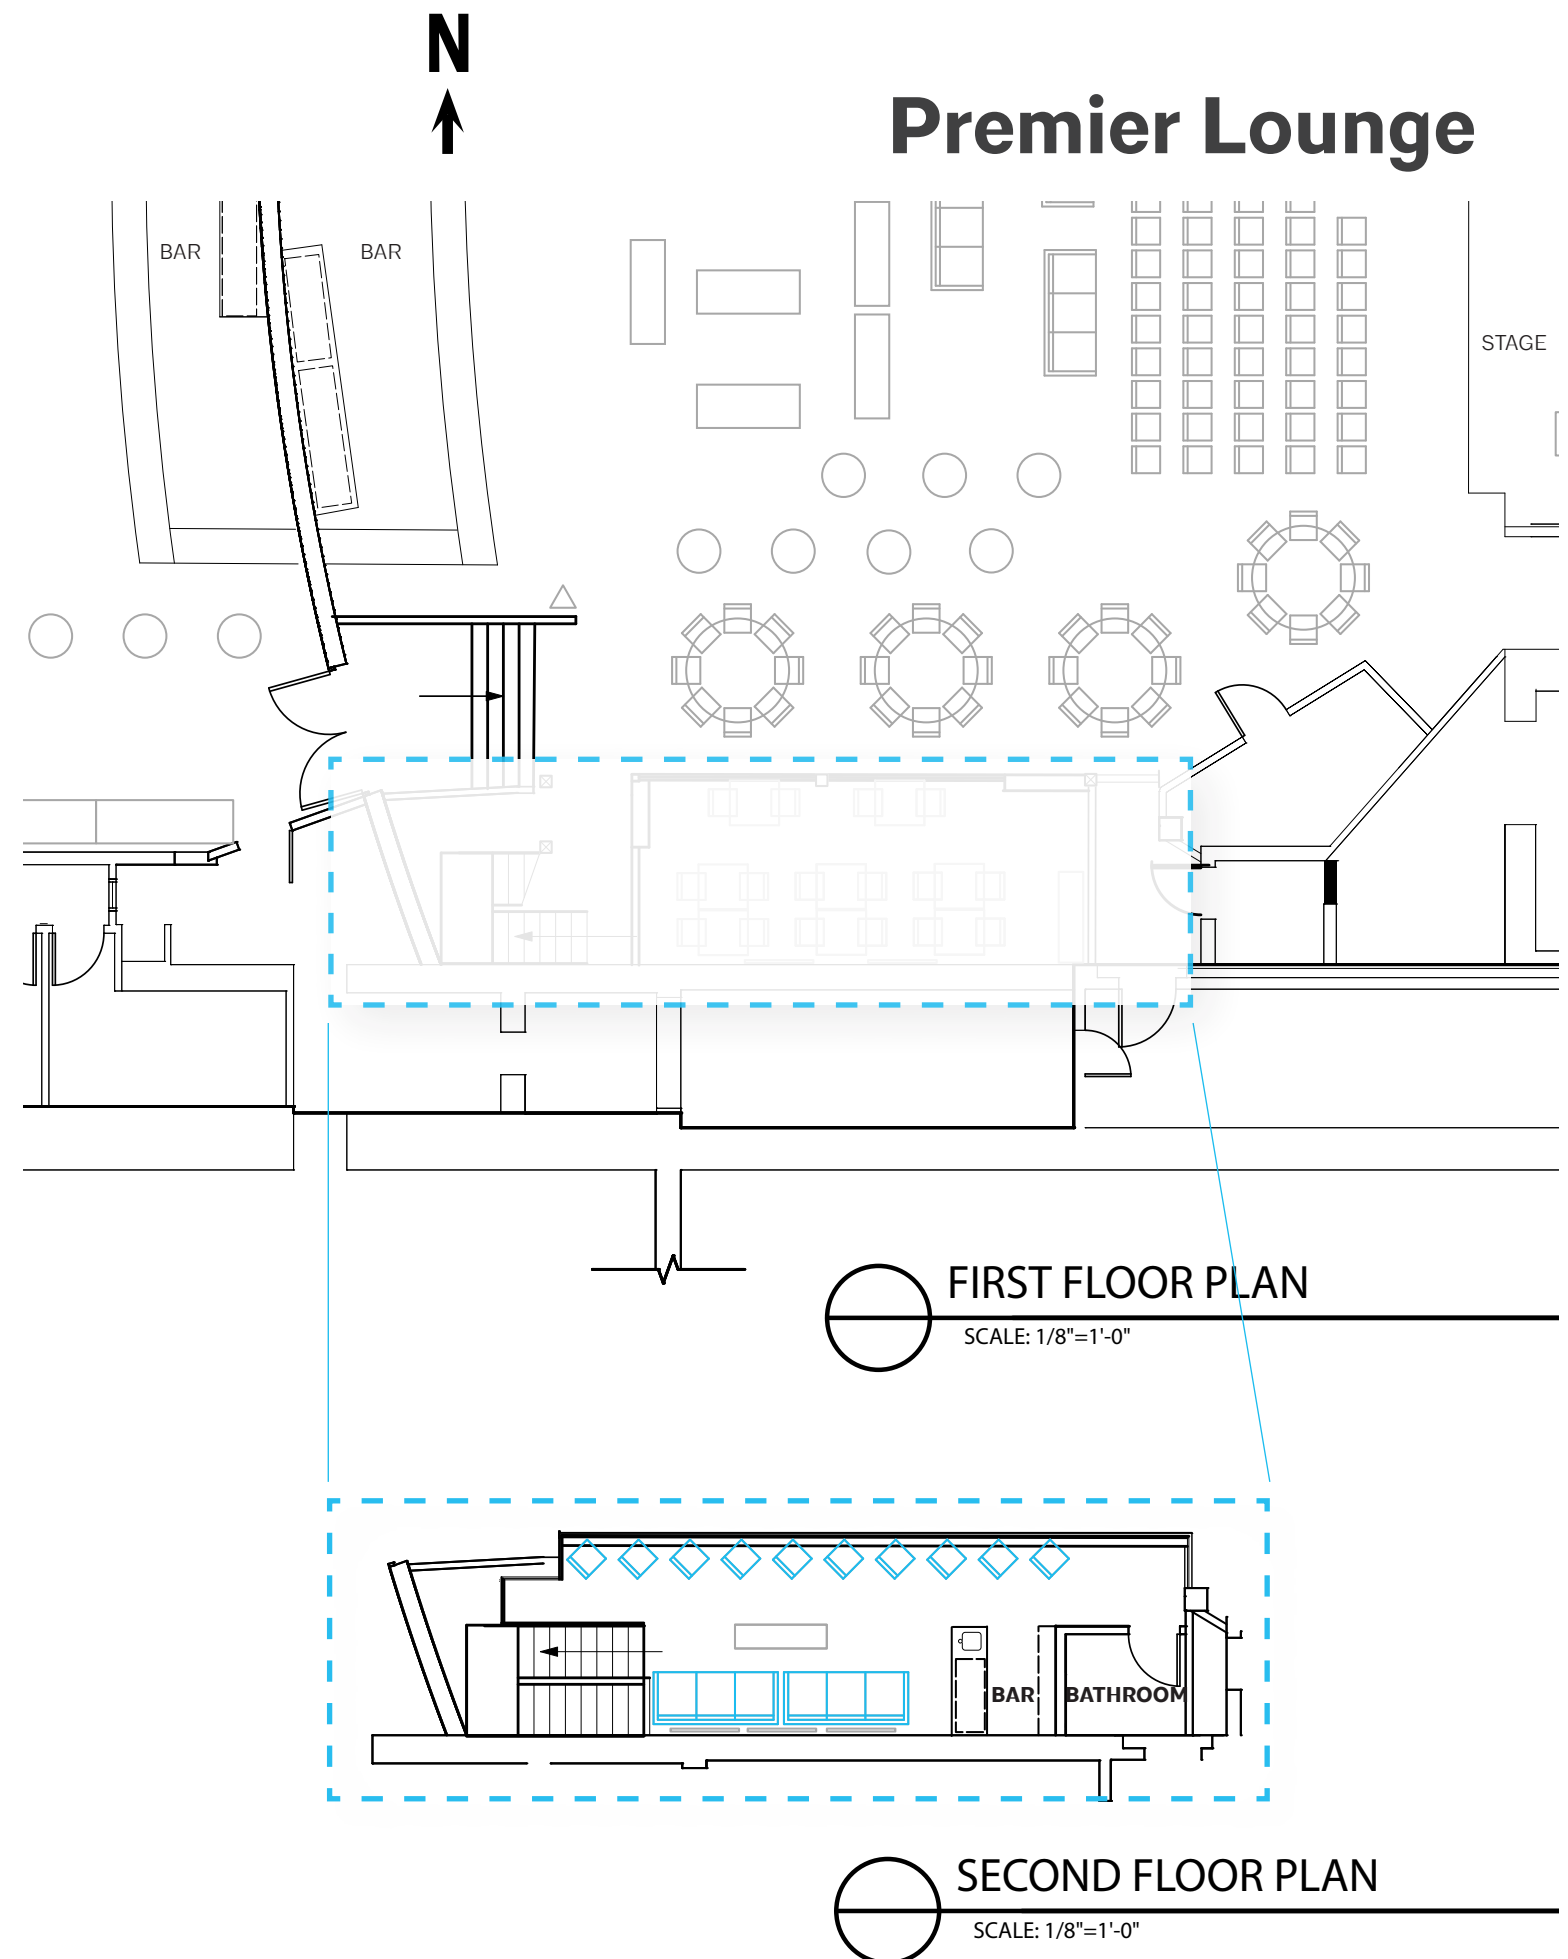 N
Premier Lounge
BAR
BAR
STAGE
FIRST FLOOR PLAN
SCALE: 1/8"=1'-0"
BAR
BATHROOM
SECOND FLOOR PLAN
SCALE: 1/8"=1'-0"